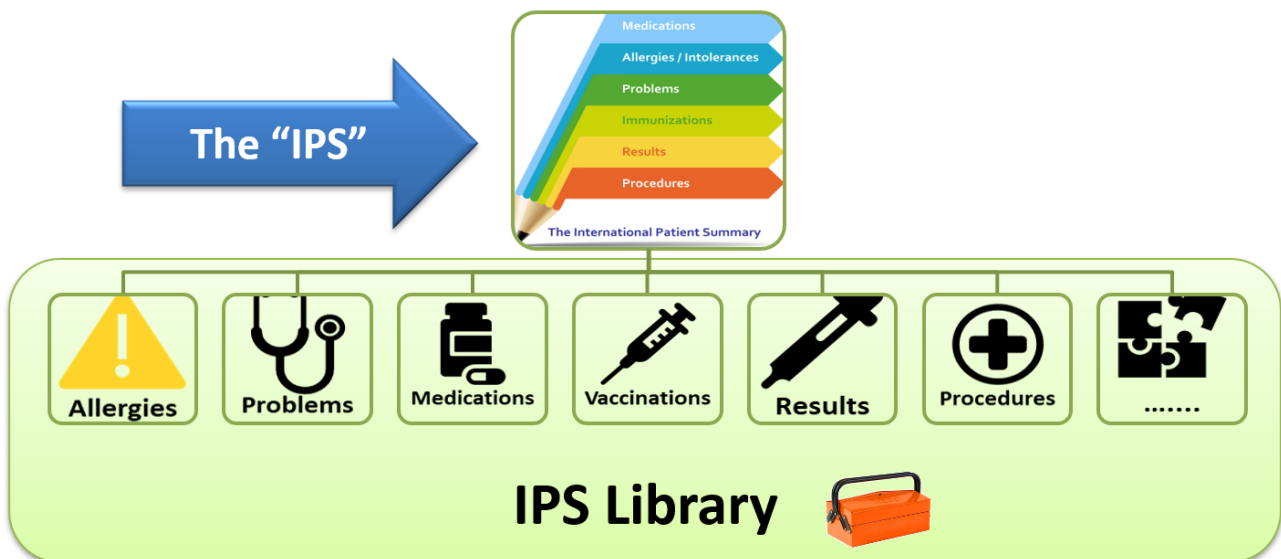 The “IPS”
Medications
Allergies / Intolerances
Problems
Immunizations
Results
Procedures
The International Patient Summary
Allergies
Problems
Medications
Vaccinations
Results
Procedures
…....
IPS Library